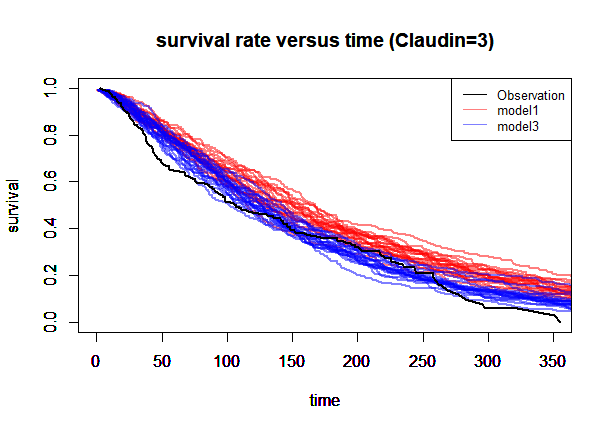 survival rate versus time (Claudin=3)
Observation
model1
model3
survival
1.0
0.8
0.6
0.4
0.2
0.0
0 50 100 150 200 250 300 350
time